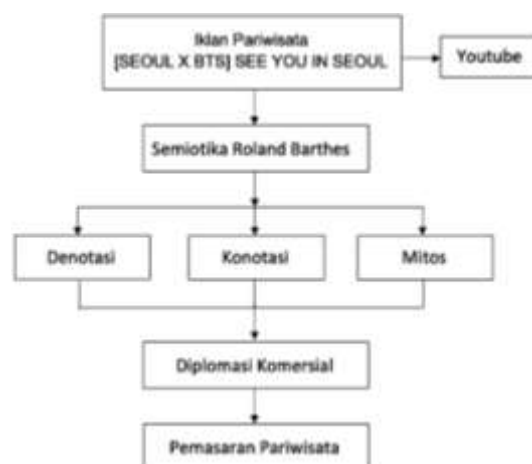 Iklan Pariwisata
[SEOUL X BTS] SEE YOU IN SEOUL
Youtube
Semiotika Roland Barthes
Denotasi
Konotasi
Mitos
Diplomasi Komersial
Pemasaran Pariwisata